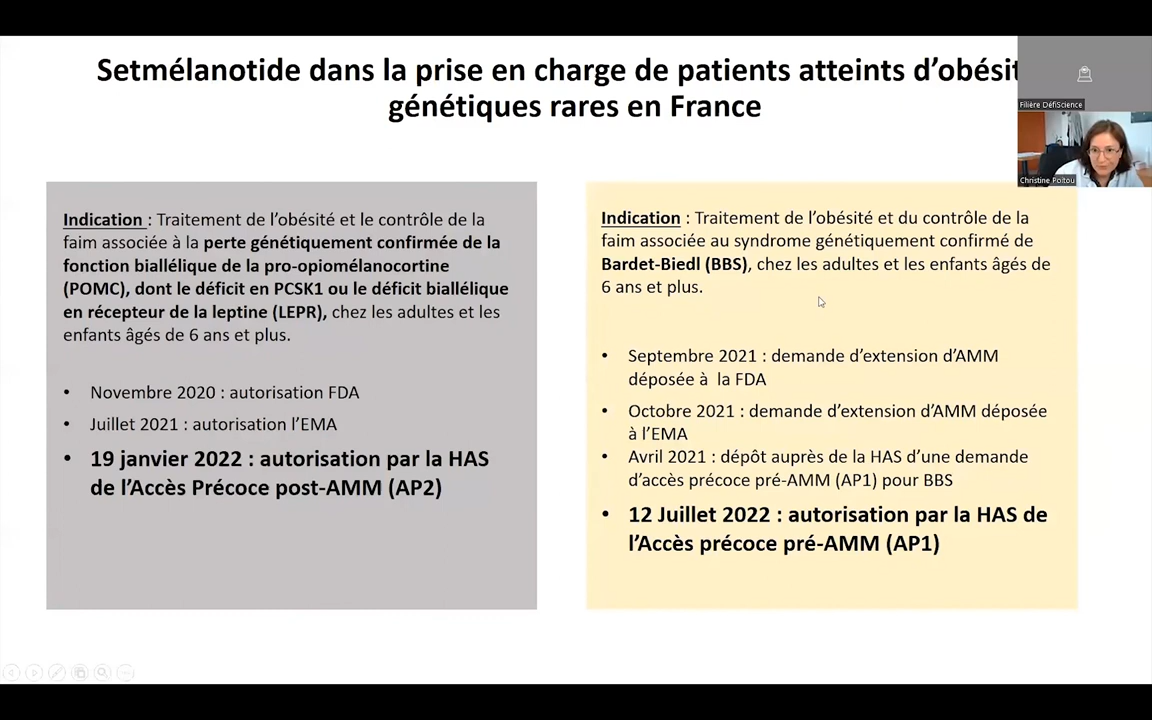 Setmélanotide dans la prise en charge de patients atteints d’obésit
génétiques rares en France
Filière DéfiScience
Christine Poitou
Indication : Traitement de l’obésité et le contrôle de la
faim associée à la perte génétiquement confirmée de la
fonction biallélique de la pro-opiomélanocortine
(POMC), dont le déficit en PCSK1 ou le déficit biallélique
en récepteur de la leptine (LEPR), chez les adultes et les
enfants âgés de 6 ans et plus.
• Novembre 2020 : autorisation FDA
• Juillet 2021 : autorisation l’EMA
• 19 janvier 2022 : autorisation par la HAS
de l’Accès Précoce post-AMM (AP2)
Indication : Traitement de l’obésité et du contrôle de la
faim associée au syndrome génétiquement confirmé de
Bardet-Biedl (BBS), chez les adultes et les enfants âgés de
6 ans et plus.
• Septembre 2021 : demande d’extension d’AMM
déposée à la FDA
• Octobre 2021 : demande d’extension d’AMM déposée
à l’EMA
• Avril 2021 : dépôt auprès de la HAS d’une demande
d’accès précoce pré-AMM (AP1) pour BBS
• 12 Juillet 2022 : autorisation par la HAS de
l’Accès précoce pré-AMM (AP1)